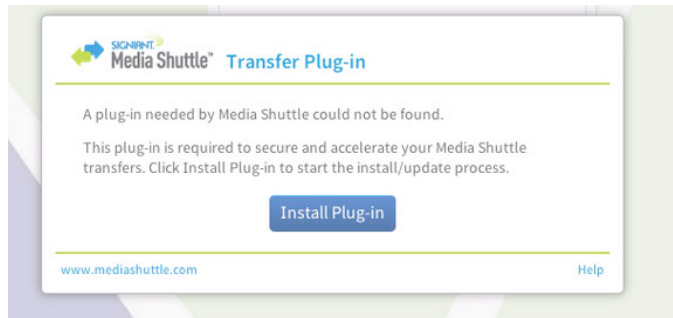 SIGNIANT
Media Shuttle™ Transfer Plug-in
A plug-in needed by Media Shuttle could not be found.
This plug-in is required to secure and accelerate your Media Shuttle
transfers. Click Install Plug-in to start the install/update process.
Install Plug-in
www.mediashuttle.com Help